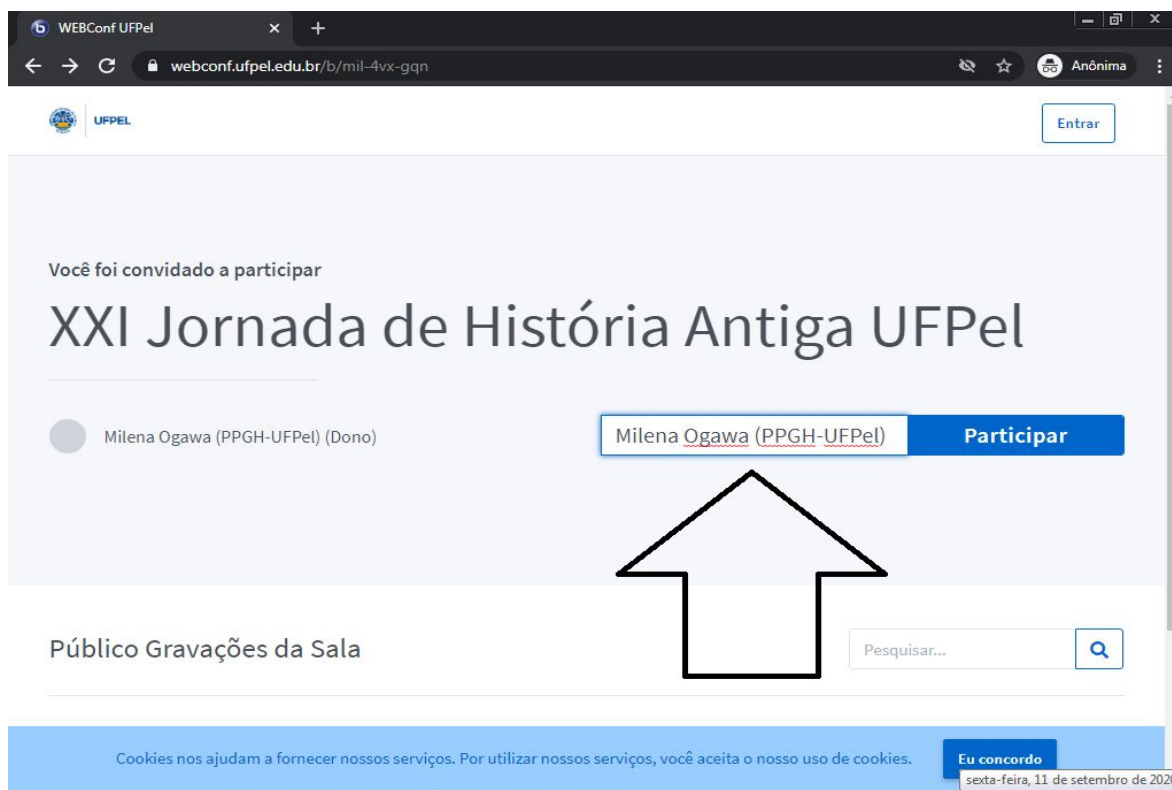 WEBConf UFPel
webconf.ufpel.edu.br/b/mil-4vx-gqn
Anônima
UFPEL
Entrar
Você foi convidado a participar
XXI Jornada de História Antiga UFPel
Milena Ogawa (PPGH-UFPel) (Dono)
Milena Ogawa (PPGH-UFPel)
Participar
Público Gravações da Sala
Pesquisar...
Cookies nos ajudam a fornecer nossos serviços. Por utilizar nossos serviços, você aceita o nosso uso de cookies.
Eu concordo
sexta-feira, 11 de setembro de 2020